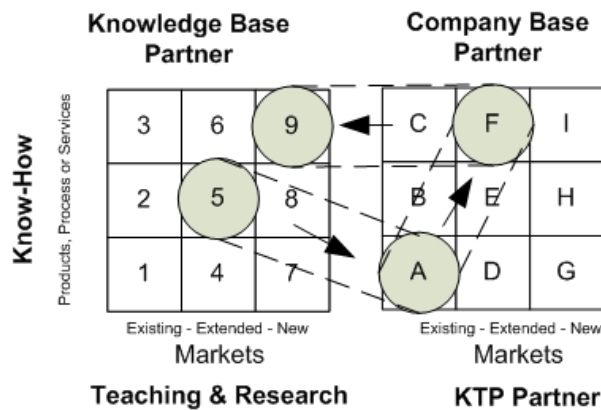 Knowledge Base
Partner
Company Base
Partner
Know-How
Products, Process or Services
3 6 9
2 5 8
1 4 7
C F I
B E H
A D G
Existing - Extended - New
Markets
Teaching & Research
Existing - Extended - New
Markets
KTP Partner